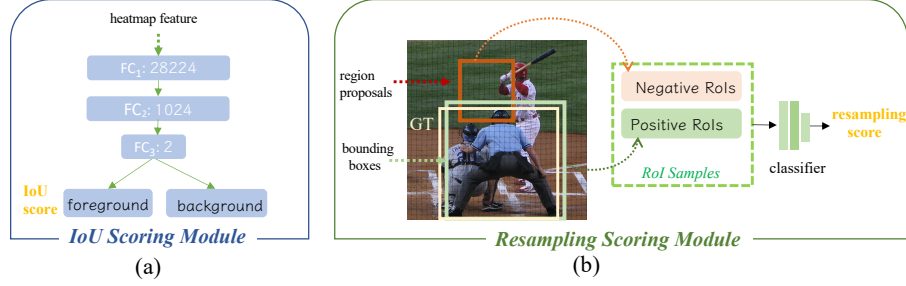 heatmap feature
FC1: 28224
FC2: 1024
FC3: 2
IoU
score
foreground
background
IoU Scoring Module
(a)
region
proposals
GT
bounding
boxes
Negative RoIs
Positive RoIs
RoI Samples
classifier
resampling
score
Resampling Scoring Module
(b)